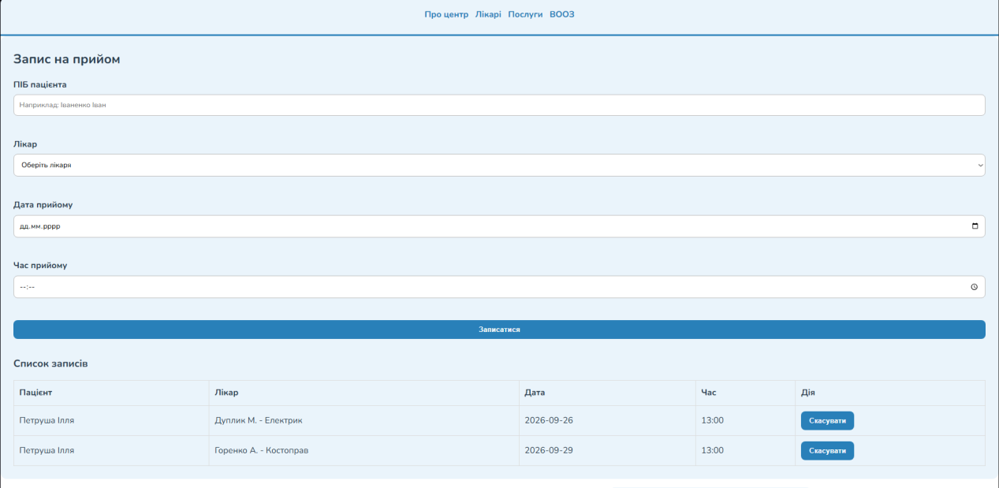 Про центр Лікарі Послуги ВООЗ
Запис на прийом
ПІБ пацієнта
Наприклад: Іваненко Іван
Лікар
Оберіть лікаря
Дата прийому
дд.мм.рррр
Час прийому
--:--
Записатися
Список записів
Пацієнт Лікар Дата Час Дія
Петруша Ілля Дуплик М. - Електрик 2026-09-26 13:00 Скасувати
Петруша Ілля Горенко А. - Костоправ 2026-09-29 13:00 Скасувати